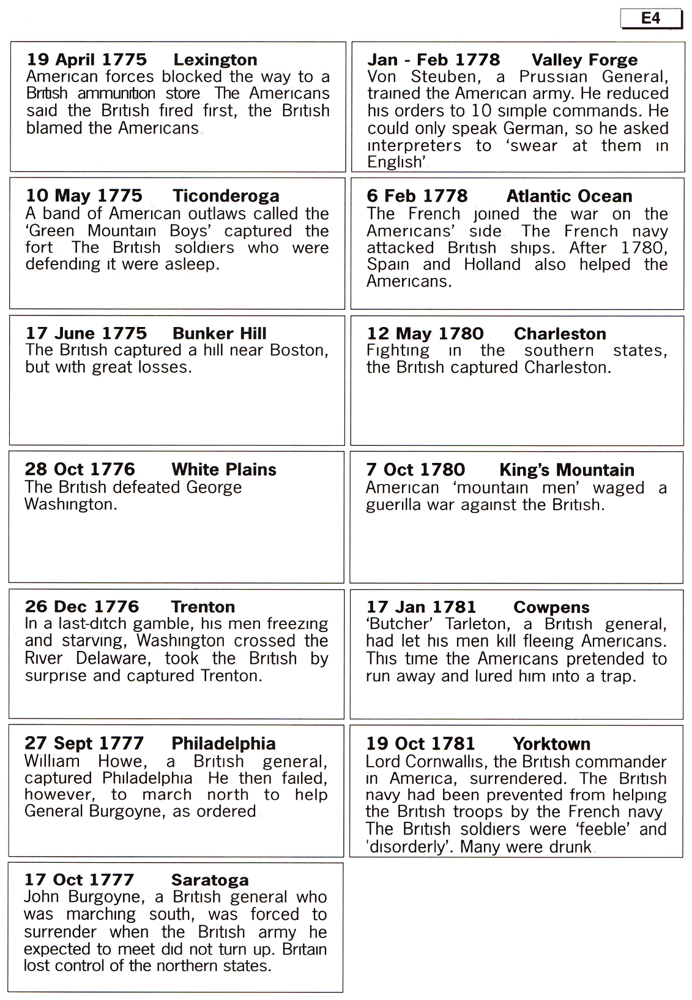 E4
19 April 1775 Lexington
American forces blocked the way to a
British ammunition store The Americans
said the British fired first, the British
blamed the Americans.
10 May 1775 Ticonderoga
A band of American outlaws called the
‘Green Mountain Boys’ captured the
fort The British soldiers who were
defending it were asleep.
17 June 1775 Bunker Hill
The British captured a hill near Boston,
but with great losses.
28 Oct 1776 White Plains
The British defeated George
Washington.
26 Dec 1776 Trenton
In a last-ditch gamble, his men freezing
and starving, Washington crossed the
River Delaware, took the British by
surprise and captured Trenton.
27 Sept 1777 Philadelphia
William Howe, a British general,
captured Philadelphia He then failed,
however, to march north to help
General Burgoyne, as ordered.
17 Oct 1777 Saratoga
John Burgoyne, a British general who
was marching south, was forced to
surrender when the British army he
expected to meet did not turn up. Britain
lost control of the northern states.
Jan - Feb 1778 Valley Forge
Von Steuben, a Prussian General,
trained the American army. He reduced
his orders to 10 simple commands. He
could only speak German, so he asked
interpreters to ‘swear at them in
English’
6 Feb 1778 Atlantic Ocean
The French joined the war on the
Americans’ side The French navy
attacked British ships. After 1780,
Spain and Holland also helped the
Americans.
12 May 1780 Charleston
Fighting in the southern states,
the British captured Charleston.
7 Oct 1780 King’s Mountain
American ‘mountain men’ waged a
guerilla war against the British.
17 Jan 1781 Cowpens
‘Butcher’ Tarleton, a British general,
had let his men kill fleeing Americans.
This time the Americans pretended to
run away and lured him into a trap.
19 Oct 1781 Yorktown
Lord Cornwallis, the British commander
in America, surrendered. The British
navy had been prevented from helping
the British troops by the French navy
The British soldiers were ‘feeble’ and
'disorderly’. Many were drunk.